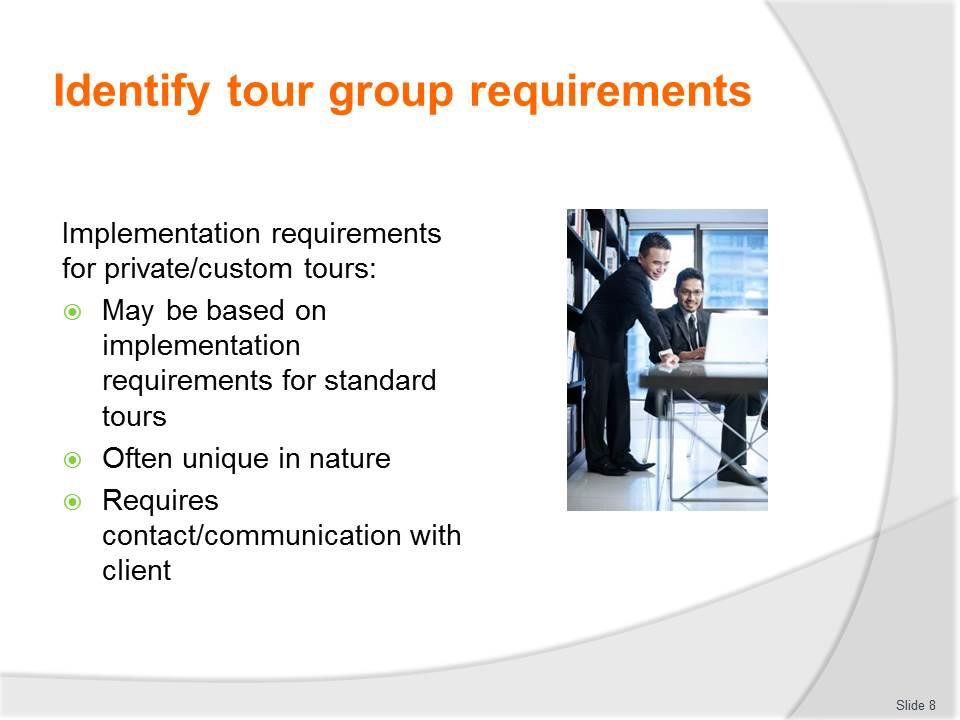 Identify tour group requirements
Implementation requirements
for private/custom tours:
May be based on
implementation
requirements for standard
tours
Often unique in nature
Requires
contact/communication with
client
Slide 8